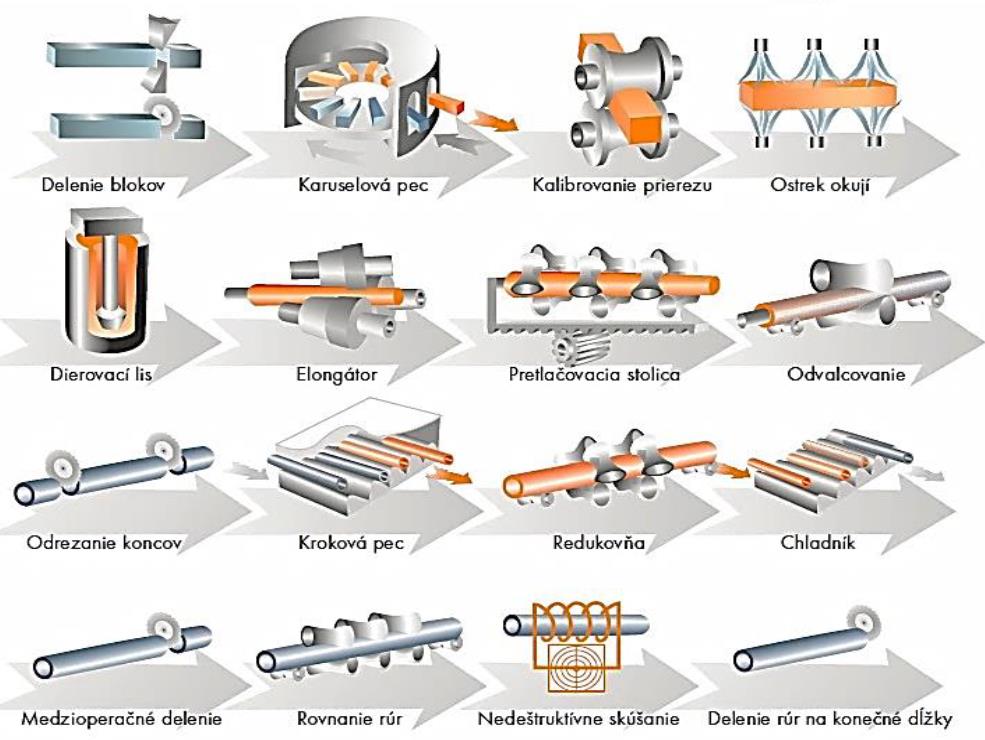 Delenie blokov
Karuselová pec
Kalibrovanie prierezu
Ostrek okují
Dierovací lis
Elongátor
Pretlačovacia stolica
Odvalcovanie
Odrezanie koncov
Kroková pec
Redukovňa
Chladník
Medzioperačné delenie
Rovnanie rúr
Nedeštruktívne skúšanie
Delenie rúr na konečné dĺžky